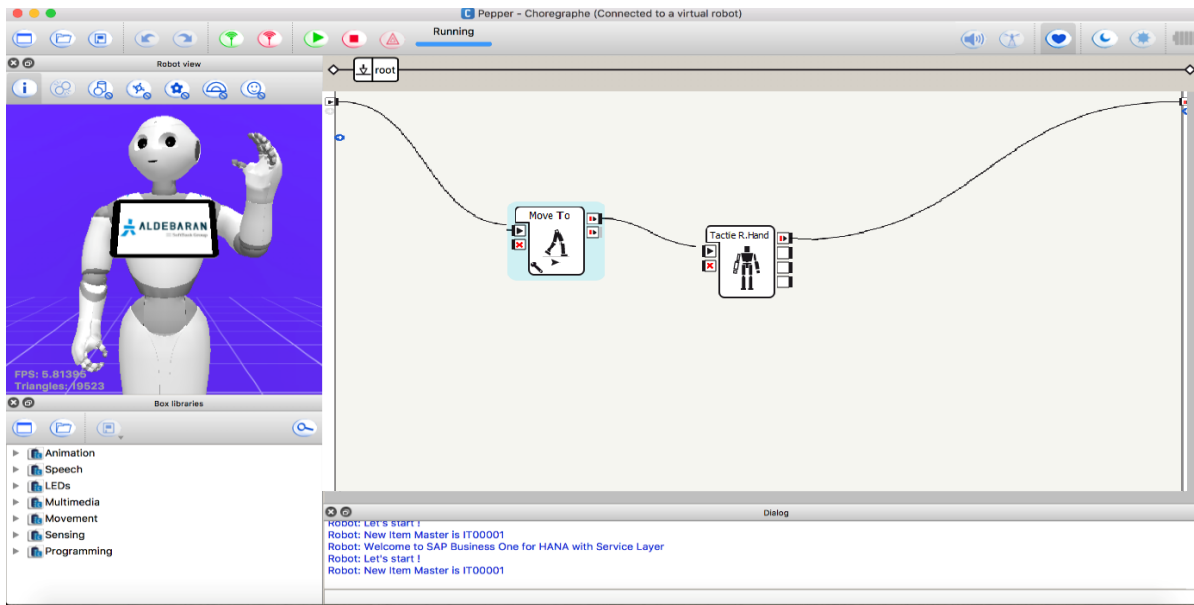 Pepper - Choregraphe (Connected to a virtual robot)
Running
Robot view
root
ALDEBARAN
FPS: 5.81395
Triangles: 19523
Move To
Tactie R.Hand
Box libraries
Animation
Speech
LEDs
Multimedia
Movement
Sensing
Programming
Dialog
Robot: Let's start !
Robot: New Item Master is IT00001
Robot: Welcome to SAP Business One for HANA with Service Layer
Robot: Let's start !
Robot: New Item Master is IT00001